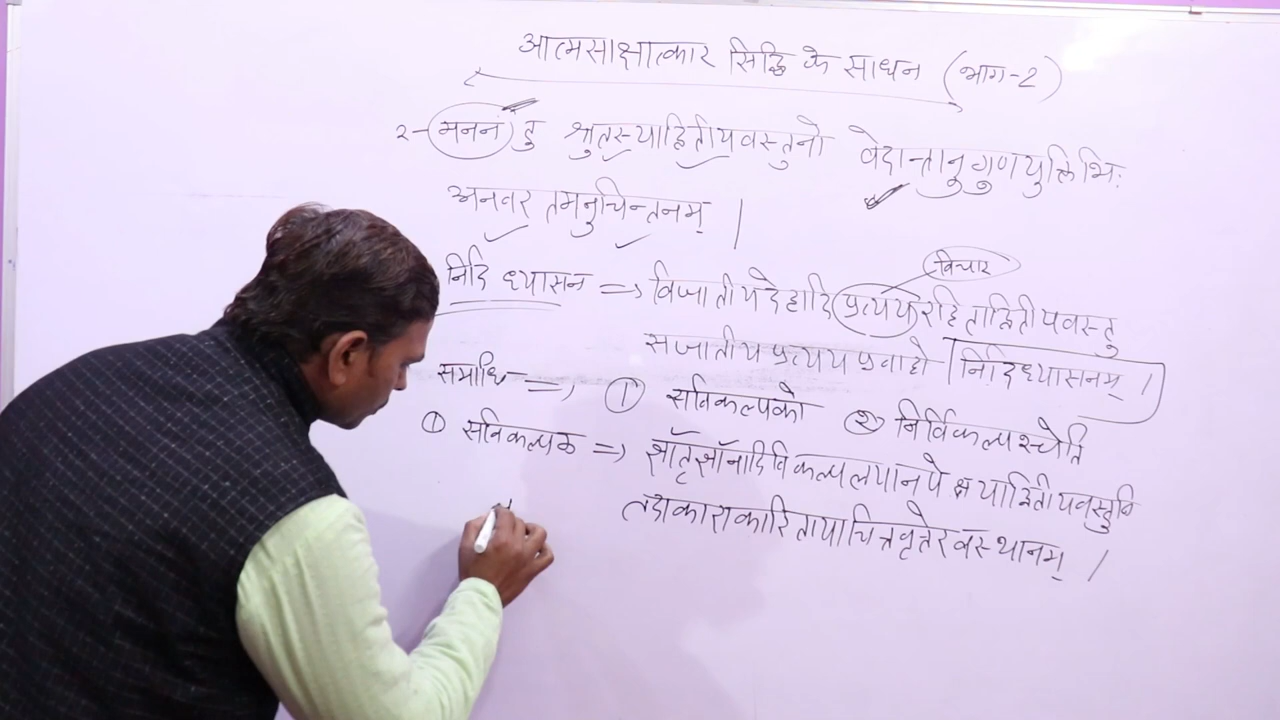 आत्मसाक्षात्कार सिद्धि के साधन (भाग-2)
२- मनन तु श्रुतस्याद्वितीयवस्तुनो वेदान्तानुगुणयुक्तिभिः
अनवरतमनुचिन्तनम् |
विचार
निदिध्यासन => विजातीयदेहादिप्रत्ययरहिताद्वितीयवस्तु
सजातीयप्रत्ययप्रवाहो निदिध्यासनम् |
समाधि => ① सविकल्पको ② निर्विकल्पश्चेति
① सविकल्पक => ज्ञातृज्ञानादिविकल्पलयानपेक्षयाद्वितीयवस्तुवि
तदाकाराकारितायाचित्तवृतेरवस्थानम् |